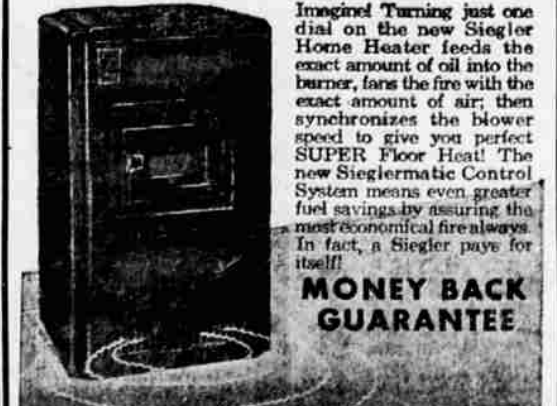 Imagine! Turning just one
dial on the new Siegler
Home Heater feeds the
exact amount of oil into the
burner, fans the fire with the
exact amount of air; then
synchronizes the blower
speed to give you perfect
SUPER Floor Heat! The
new Sieglermatic Control
System means even greater
fuel savings by assuring the
most economical fire always.
In fact, a Siegler pays for
itself!
MONEY BACK
GUARANTEE